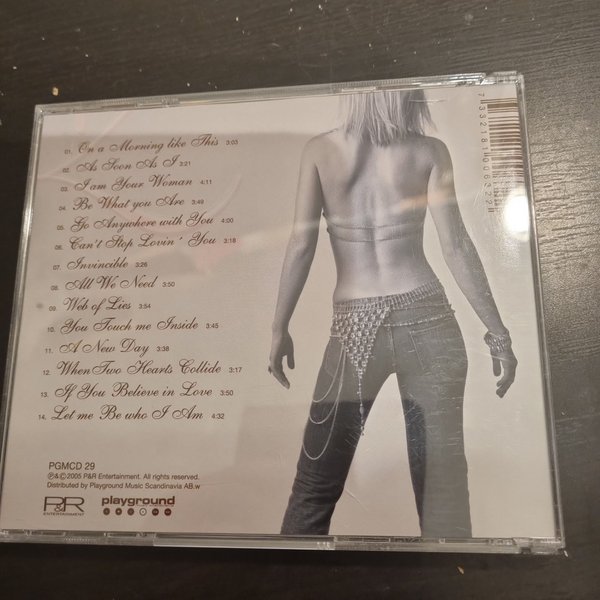 01. On a Morning like This 3:03
02. As Soon As I 3:21
03. I am Your Woman 4:11
04. Be What you Are 3:49
05. Go Anywhere with You 4:00
06. Can't Stop Lovin' You 3:18
07. Invincible 3:26
08. All We Need 3:50
09. Web of Lies 3:54
10. You Touch me Inside 3:45
11. A New Day 3:38
12. When Two Hearts Collide 3:17
13. If You Believe in Love 3:50
14. Let me Be who I Am 4:32
PGMCD 29
℗&©2005 P&R Entertainment. All rights reserved.
Distributed by Playground Music Scandinavia AB.w
P&R
ENTERTAINMENT
playground